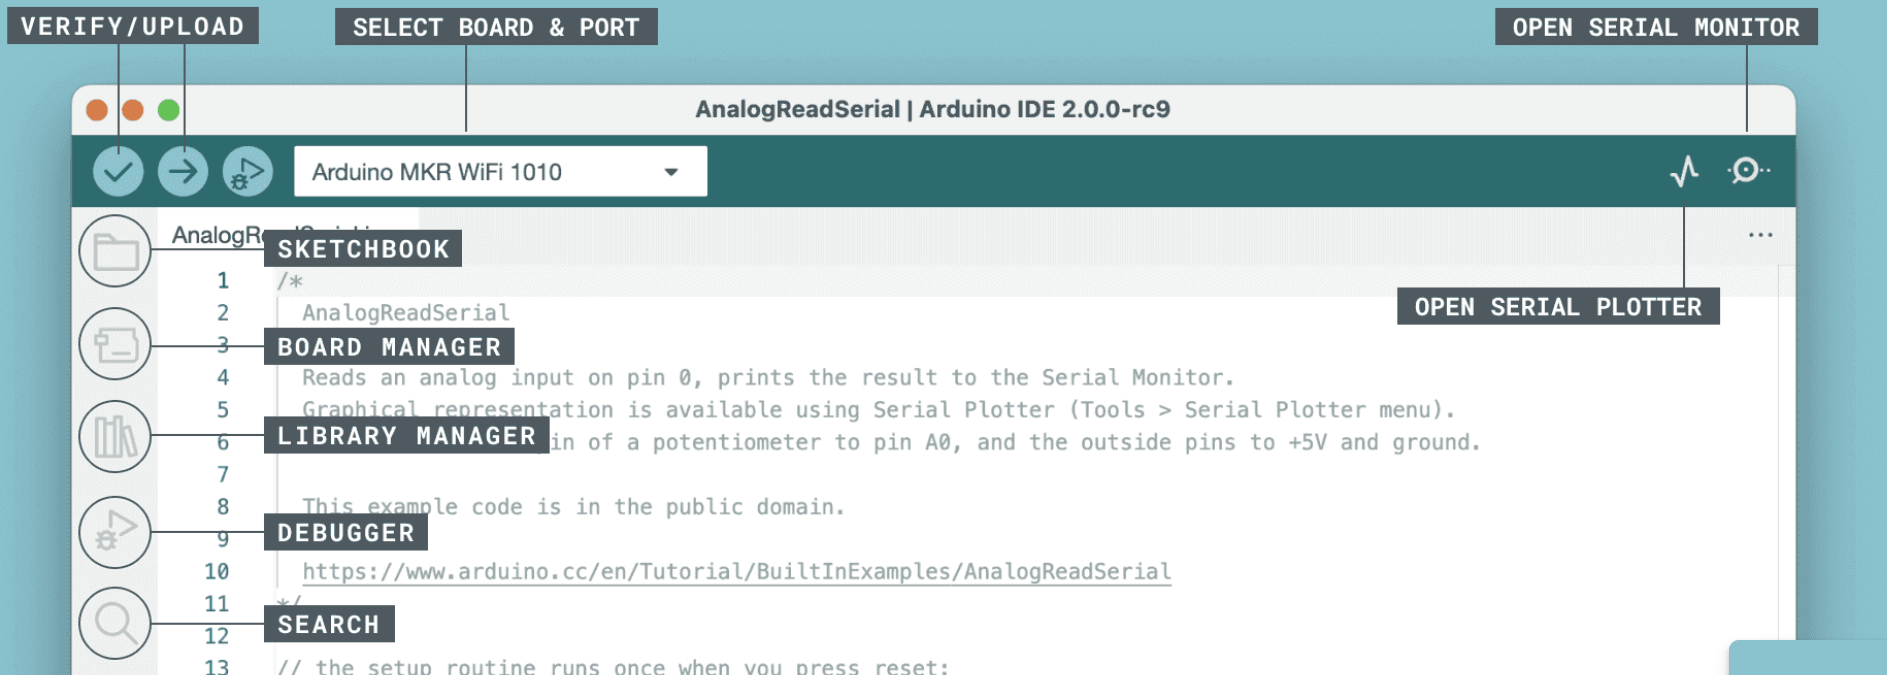 VERIFY/UPLOAD
SELECT BOARD & PORT
OPEN SERIAL MONITOR
AnalogReadSerial | Arduino IDE 2.0.0-rc9
Arduino MKR WiFi 1010
SKETCHBOOK
...
1 /*
2 AnalogReadSerial
OPEN SERIAL PLOTTER
3
BOARD MANAGER
4 Reads an analog input on pin 0, prints the result to the Serial Monitor.
5 Graphical representation is available using Serial Plotter (Tools > Serial Plotter menu).
LIBRARY MANAGER
6 of a potentiometer to pin A0, and the outside pins to +5V and ground.
7
8 This example code is in the public domain.
DEBUGGER
9
10 https://www.arduino.cc/en/Tutorial/BuiltInExamples/AnalogReadSerial
11 */
SEARCH
12
13 // the setup routine runs once when you press reset: